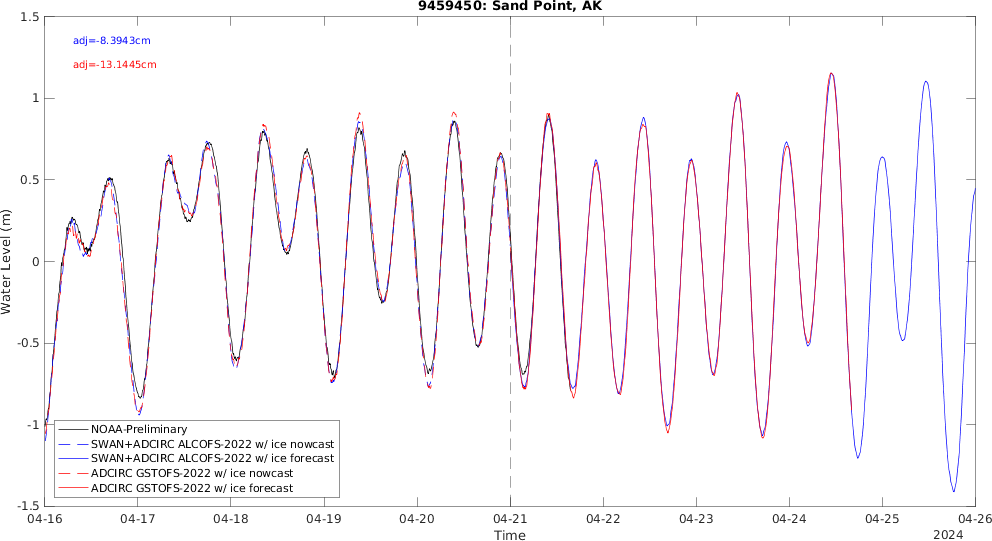 9459450: Sand Point, AK
adj=-8.3943cm
adj=-13.1445cm
Water Level (m)
1.5
1
0.5
0
-0.5
-1
-1.5
NOAA-Preliminary
SWAN+ADCIRC ALCOFS-2022 w/ ice nowcast
SWAN+ADCIRC ALCOFS-2022 w/ ice forecast
ADCIRC GSTOFS-2022 w/ ice nowcast
ADCIRC GSTOFS-2022 w/ ice forecast
04-16 04-17 04-18 04-19 04-20 04-21 04-22 04-23 04-24 04-25 04-26
Time
2024